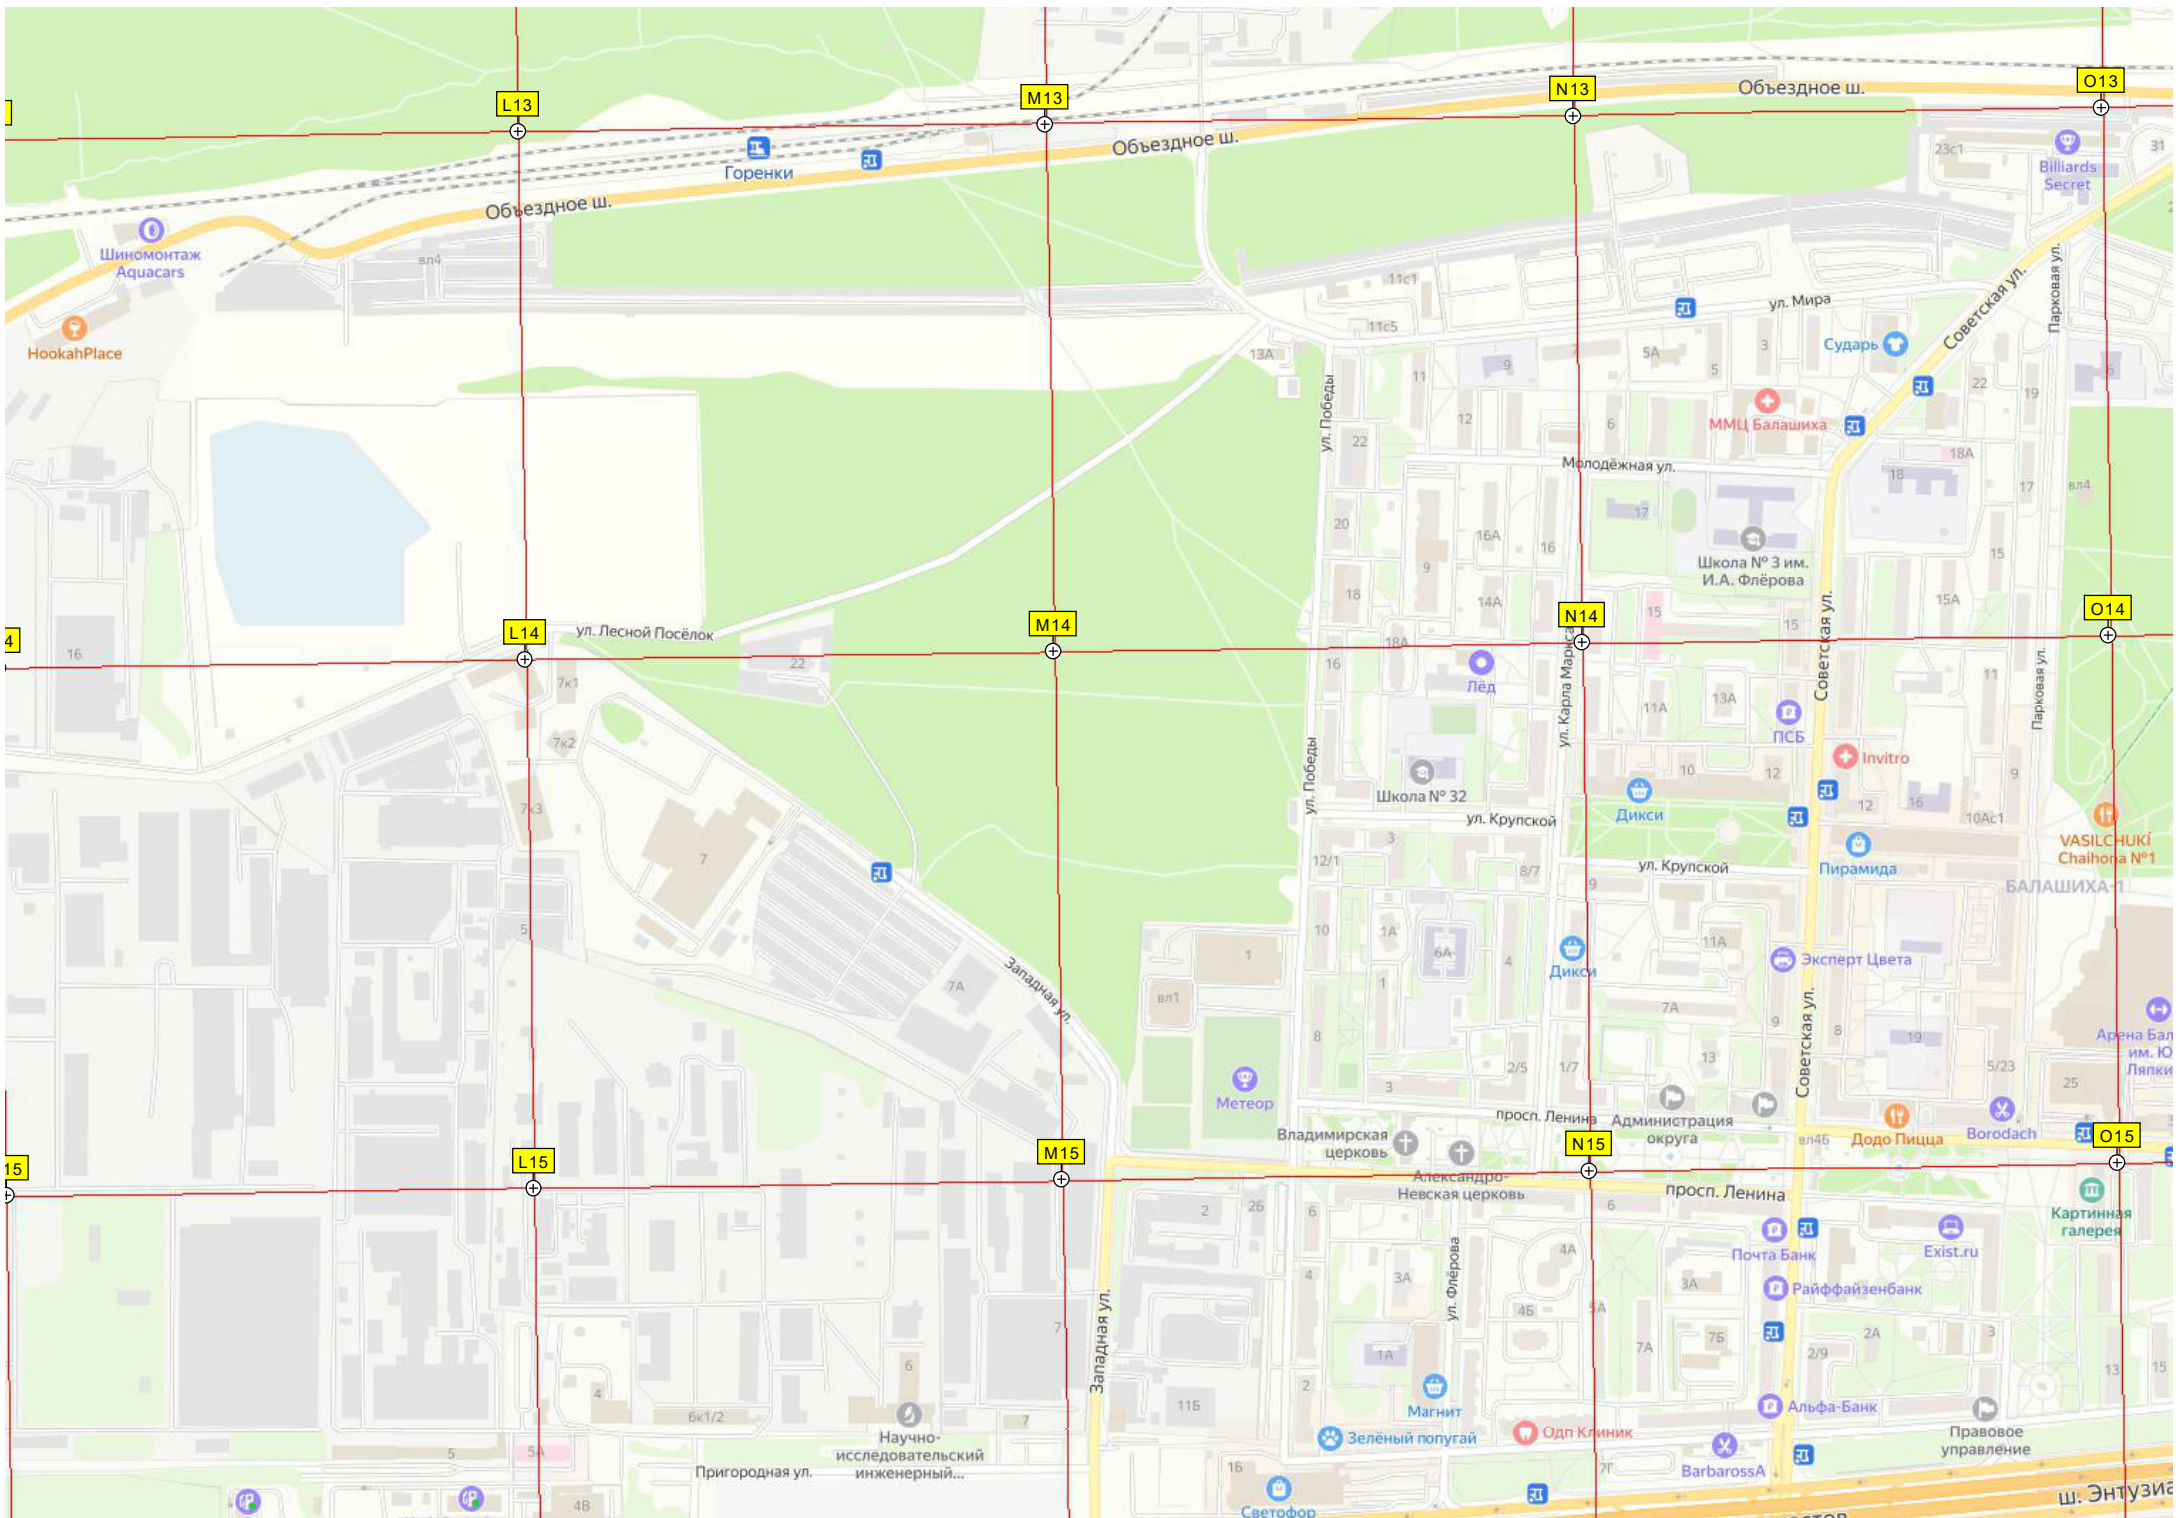 L13
M13
N13
O13
Объездное ш.
Объездное ш.
Объездное ш.
Горенки
Шиномонтаж
Aquacars
вл4
HookahPlace
23с1
31
Billiards
Secret
11с1
11с5
13А
ул. Мира
Сударь
Советская ул.
Парковая ул.
9
7
5А
5
3
11
12
6
22
19
ММЦ Балашиха
ул. Победы
22
Молодёжная ул.
18А
18
17
вл4
17
20
16А
16
9
Школа № 3 им.
И.А. Флёрова
15
18
14А
15
15
15А
L14
M14
N14
O14
4
16
ул. Лесной Посёлок
22
7к1
7к2
7к3
7
5
18А
16
Лёд
ул. Карла Маркса
11А
13А
ПСБ
Советская ул.
11
Парковая ул.
Invitro
10
12
9
Школа № 32
ул. Победы
ул. Крупской
Дикси
12
16
10Ас1
VASILCHUKÍ
Chaihona №1
3
12/1
8/7
ул. Крупской
9
Пирамида
БАЛАШИХА-1
10
1А
6А
4
11А
Дикси
Эксперт Цвета
1
вл1
1
7А
Западная ул.
7А
9
8
19
Советская ул.
8
2/5
1/7
13
5/23
25
Метеор
3
просп. Ленина
Администрация
округа
вл4Б
Додо Пицца
Borodach
Владимирская
церковь
Александро-
Невская церковь
15
L15
M15
N15
O15
просп. Ленина
2
2Б
6
6
Картинная
галерея
Почта Банк
Exist.ru
4
3А
ул. Флёрова
4А
4Б
5А
3А
Райффайзенбанк
7
Западная ул.
1А
7А
7Б
2А
2/9
3
13
15
6
4
6к1/2
7
11Б
2
Магнит
Альфа-Банк
Научно-
исследовательский
инженерный...
Зелёный попугай
Одп Клиник
Правовое
управление
5
5А
Пригородная ул.
1Б
7Г
BarbarossA
4В
Светофор
ш. Энтузиа